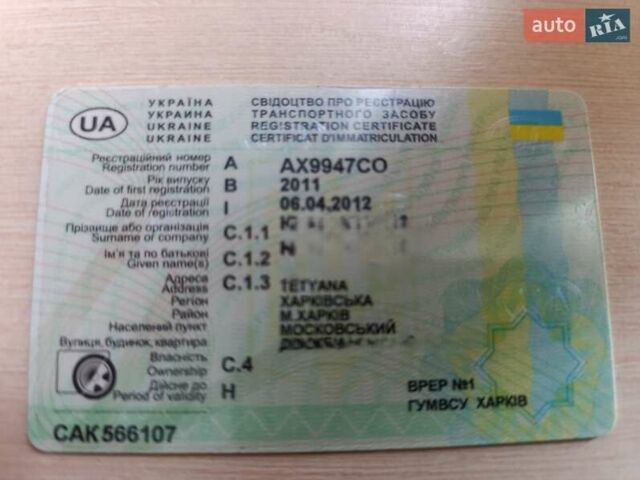 auto RIA .com
УКРАЇНА СВІДОЦТВО ПРО РЕЄСТРАЦІЮ
УКРАИНА ТРАНСПОРТНОГО ЗАСОБУ
UA UKRAINE REGISTRATION CERTIFICATE
UKRAINE CERTIFICAT D'IMMATRICULATION
Реєстраційний номер
Registration number A AX9947CO
Рік випуску
Date of first registration B 2011
Дата реєстрації
Date of registration I 06.04.2012
Прізвище або організація
Surname or company C.1.1
Ім'я та по батькові
Given name(s) C.1.2
Адреса
Address C.1.3 TETYANA
Регіон ХАРКІВСЬКА
Район М.ХАРКІВ
Населений пункт МОСКОВСЬКИЙ
Вулиця, будинок, квартира
Власність
Ownership C.4
Дійсне до
Period of validity H
ВРЕР №1
ГУМВСУ ХАРКІВ
САК566107